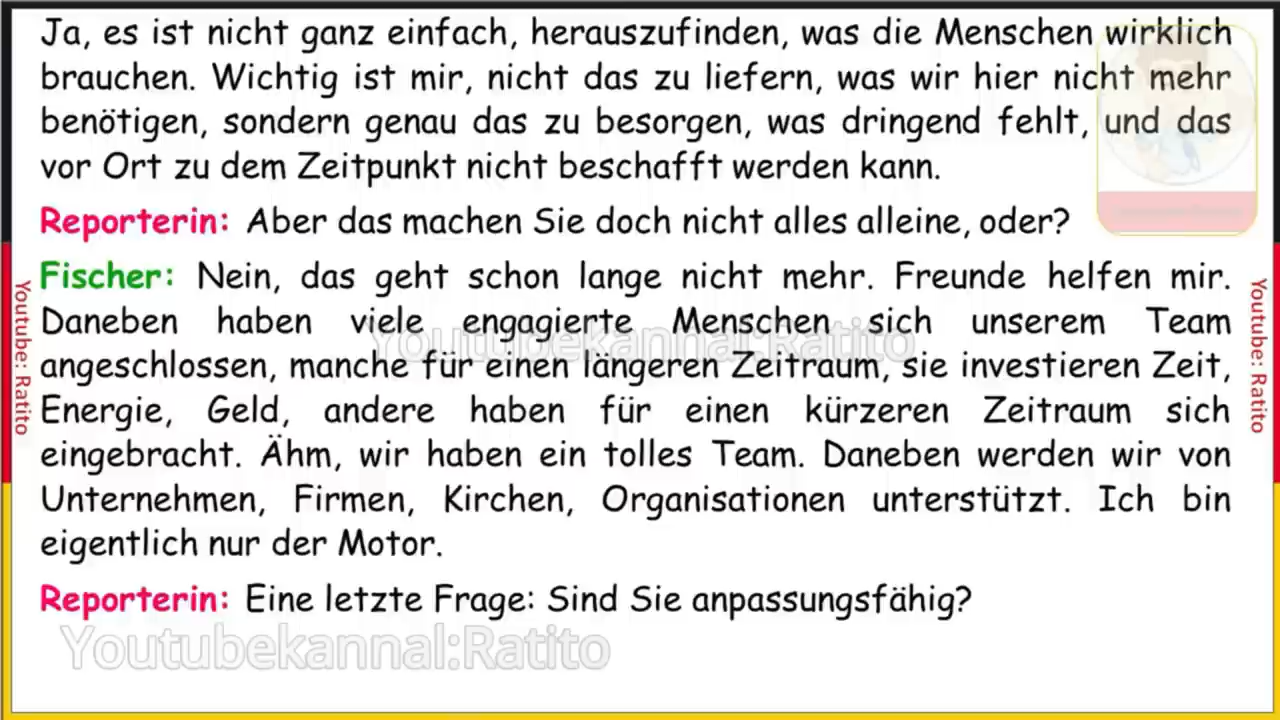 Ja, es ist nicht ganz einfach, herauszufinden, was die Menschen wirklich
brauchen. Wichtig ist mir, nicht das zu liefern, was wir hier nicht mehr
benötigen, sondern genau das zu besorgen, was dringend fehlt, und das
vor Ort zu dem Zeitpunkt nicht beschafft werden kann.
Reporterin: Aber das machen Sie doch nicht alles alleine, oder?
Fischer: Nein, das geht schon lange nicht mehr. Freunde helfen mir.
Daneben haben viele engagierte Menschen sich unserem Team
angeschlossen, manche für einen längeren Zeitraum, sie investieren Zeit,
Energie, Geld, andere haben für einen kürzeren Zeitraum sich
eingebracht. Ähm, wir haben ein tolles Team. Daneben werden wir von
Unternehmen, Firmen, Kirchen, Organisationen unterstützt. Ich bin
eigentlich nur der Motor.
Reporterin: Eine letzte Frage: Sind Sie anpassungsfähig?
Youtubekannal:Ratito
Youtubekannal:Ratito
Youtube: Ratito
Youtube: Ratito